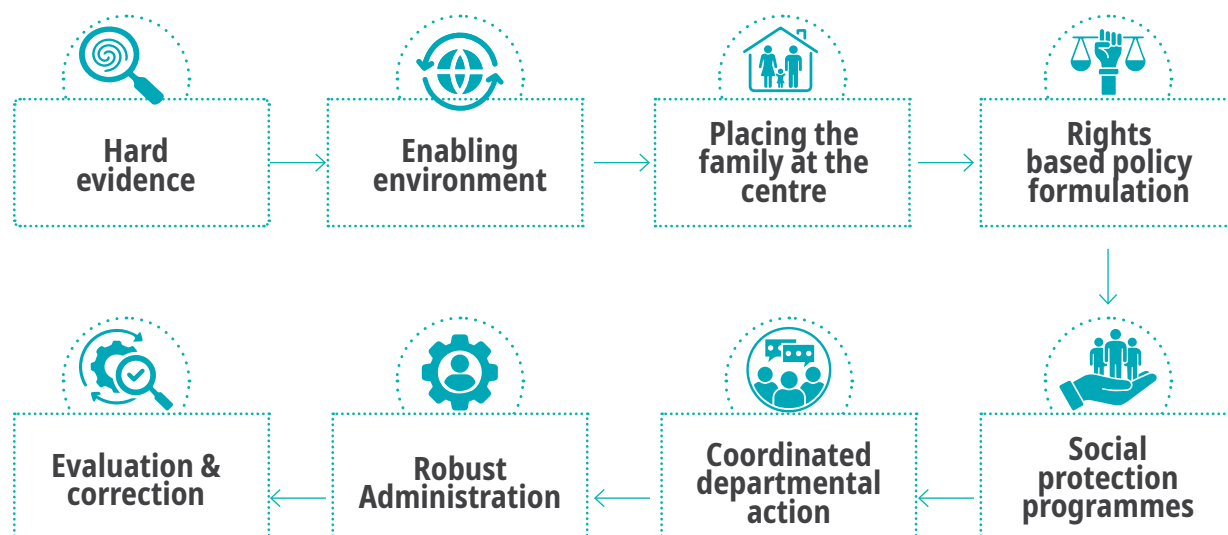 Hard
evidence
Enabling
environment
Placing the
family at the
centre
Rights
based policy
formulation
Social
protection
programmes
Coordinated
departmental
action
Robust
Administration
Evaluation &
correction